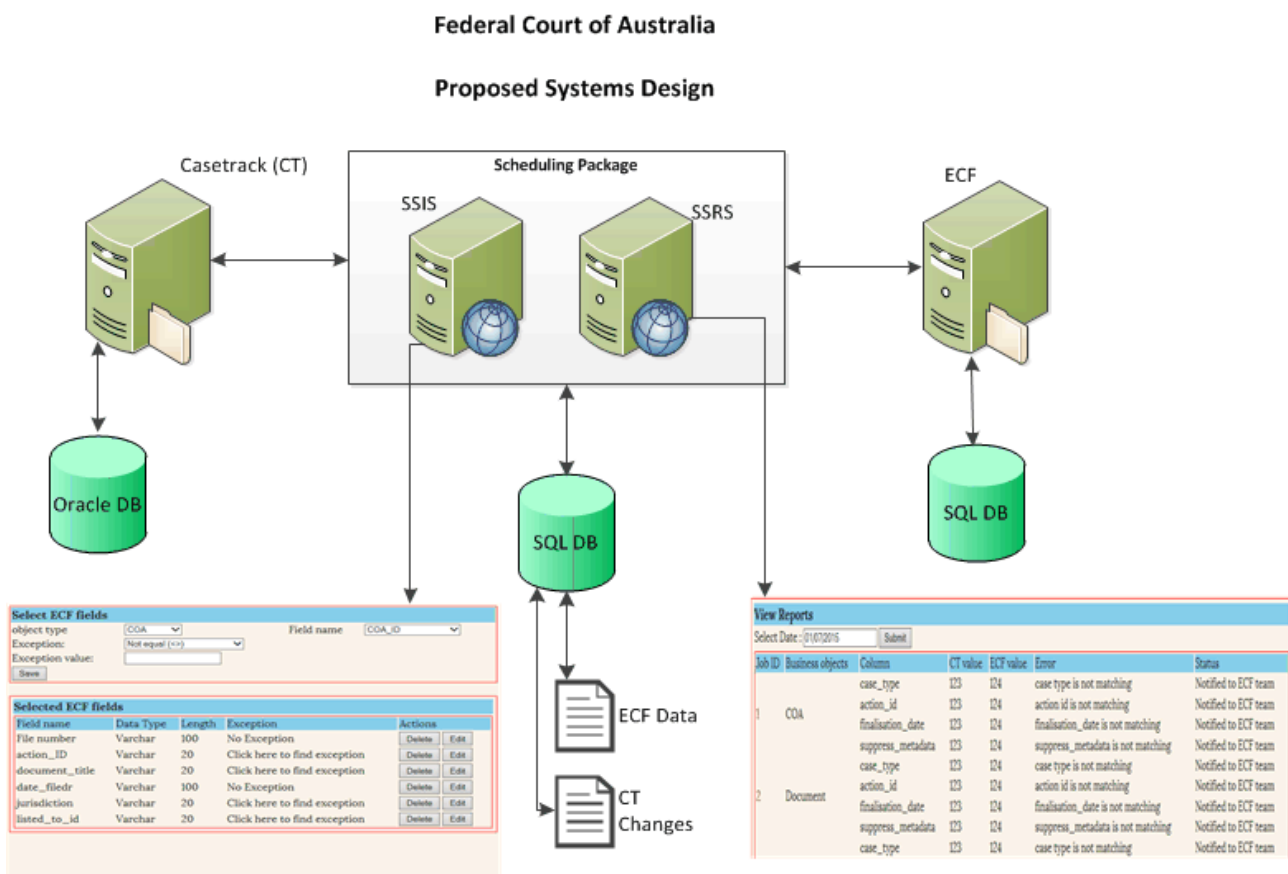 Federal Court of Australia
Proposed Systems Design
Casetrack (CT)
Scheduling Package
ECF
SSIS
SSRS
Oracle DB
SQL DB
SQL DB
Select ECF fields
object type COA Field name COA_ID
Exception: Not equal (<>)
Exception value:
Save
Selected ECF fields
Field name Data Type Length Exception Actions
File number Varchar 100 No Exception Delete Edit
action_ID Varchar 20 Click here to find exception Delete Edit
document_title Varchar 20 Click here to find exception Delete Edit
date_filedr Varchar 100 No Exception Delete Edit
jurisdiction Varchar 20 Click here to find exception Delete Edit
listed_to_id Varchar 20 Click here to find exception Delete Edit
ECF Data
CT
Changes
View Reports
Select Date : 01/07/2015 Submit
Job ID Business objects Column CT value ECF value Error Status
case_type 123 124 case type is not matching Notified to ECF team
action_id 123 124 action id is not matching Notified to ECF team
1 COA
finalisation_date 123 124 finalisation_date is not matching Notified to ECF team
suppress_metadata 123 124 suppress_metadata is not matching Notified to ECF team
case_type 123 124 case type is not matching Notified to ECF team
action_id 123 124 action id is not matching Notified to ECF team
2 Document
finalisation_date 123 124 finalisation_date is not matching Notified to ECF team
suppress_metadata 123 124 suppress_metadata is not matching Notified to ECF team
case_type 123 124 case type is not matching Notified to ECF team